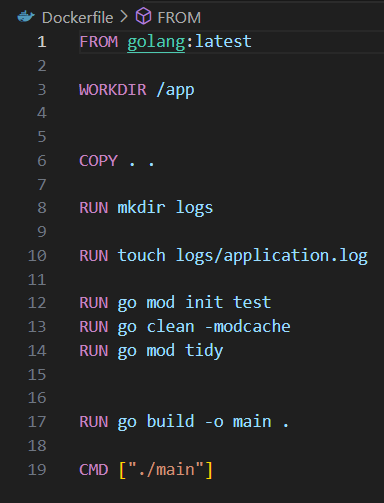 Dockerfile > FROM
1 FROM golang:latest
2
3 WORKDIR /app
4
5
6 COPY . .
7
8 RUN mkdir logs
9
10 RUN touch logs/application.log
11
12 RUN go mod init test
13 RUN go clean -modcache
14 RUN go mod tidy
15
16
17 RUN go build -o main .
18
19 CMD ["./main"]